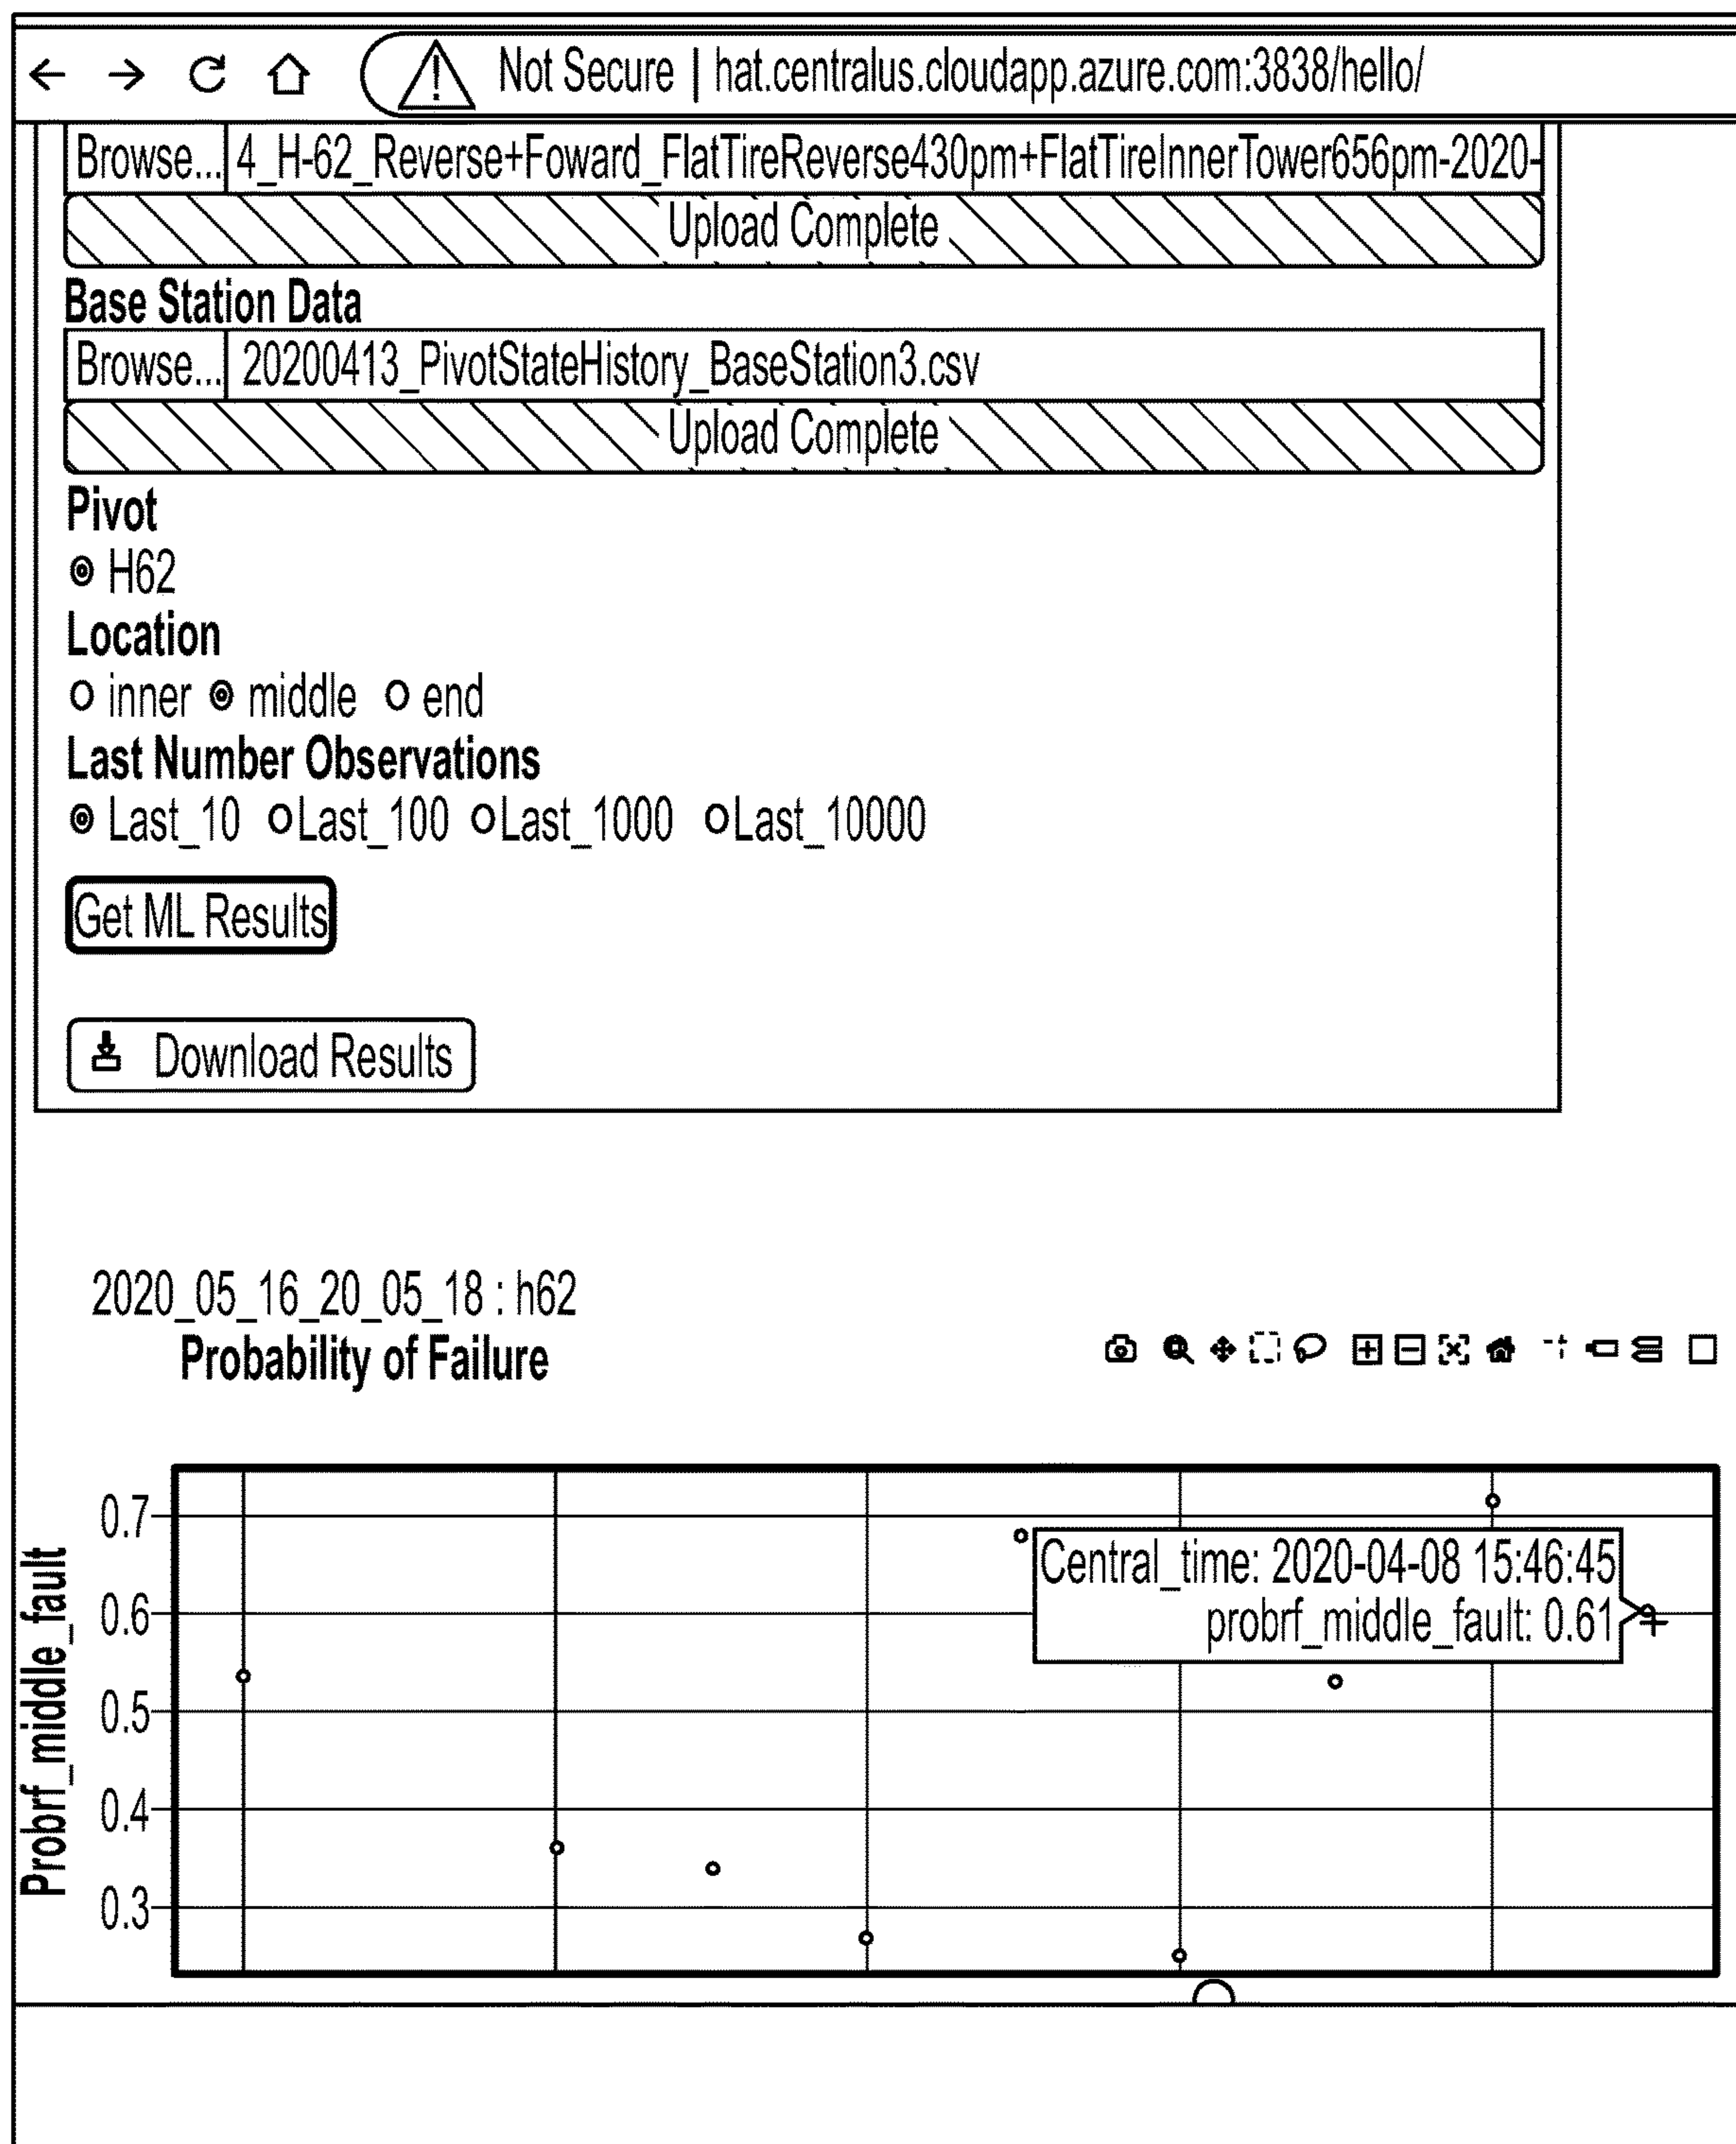 Not Secure | hat.centralus.cloudapp.azure.com:3838/hello/
Browse... 4_H-62_Reverse+Foward_FlatTireReverse430pm+FlatTireInnerTower656pm-2020-
Upload Complete
Base Station Data
Browse... 20200413_PivotStateHistory_BaseStation3.csv
Upload Complete
Pivot
H62
Location
inner middle end
Last Number Observations
Last_10 Last_100 Last_1000 Last_10000
Get ML Results
Download Results
2020_05_16_20_05_18 : h62
Probability of Failure
Probrf_middle_fault
0.7
0.6
0.5
0.4
0.3
Central_time: 2020-04-08 15:46:45
probrf_middle_fault: 0.61